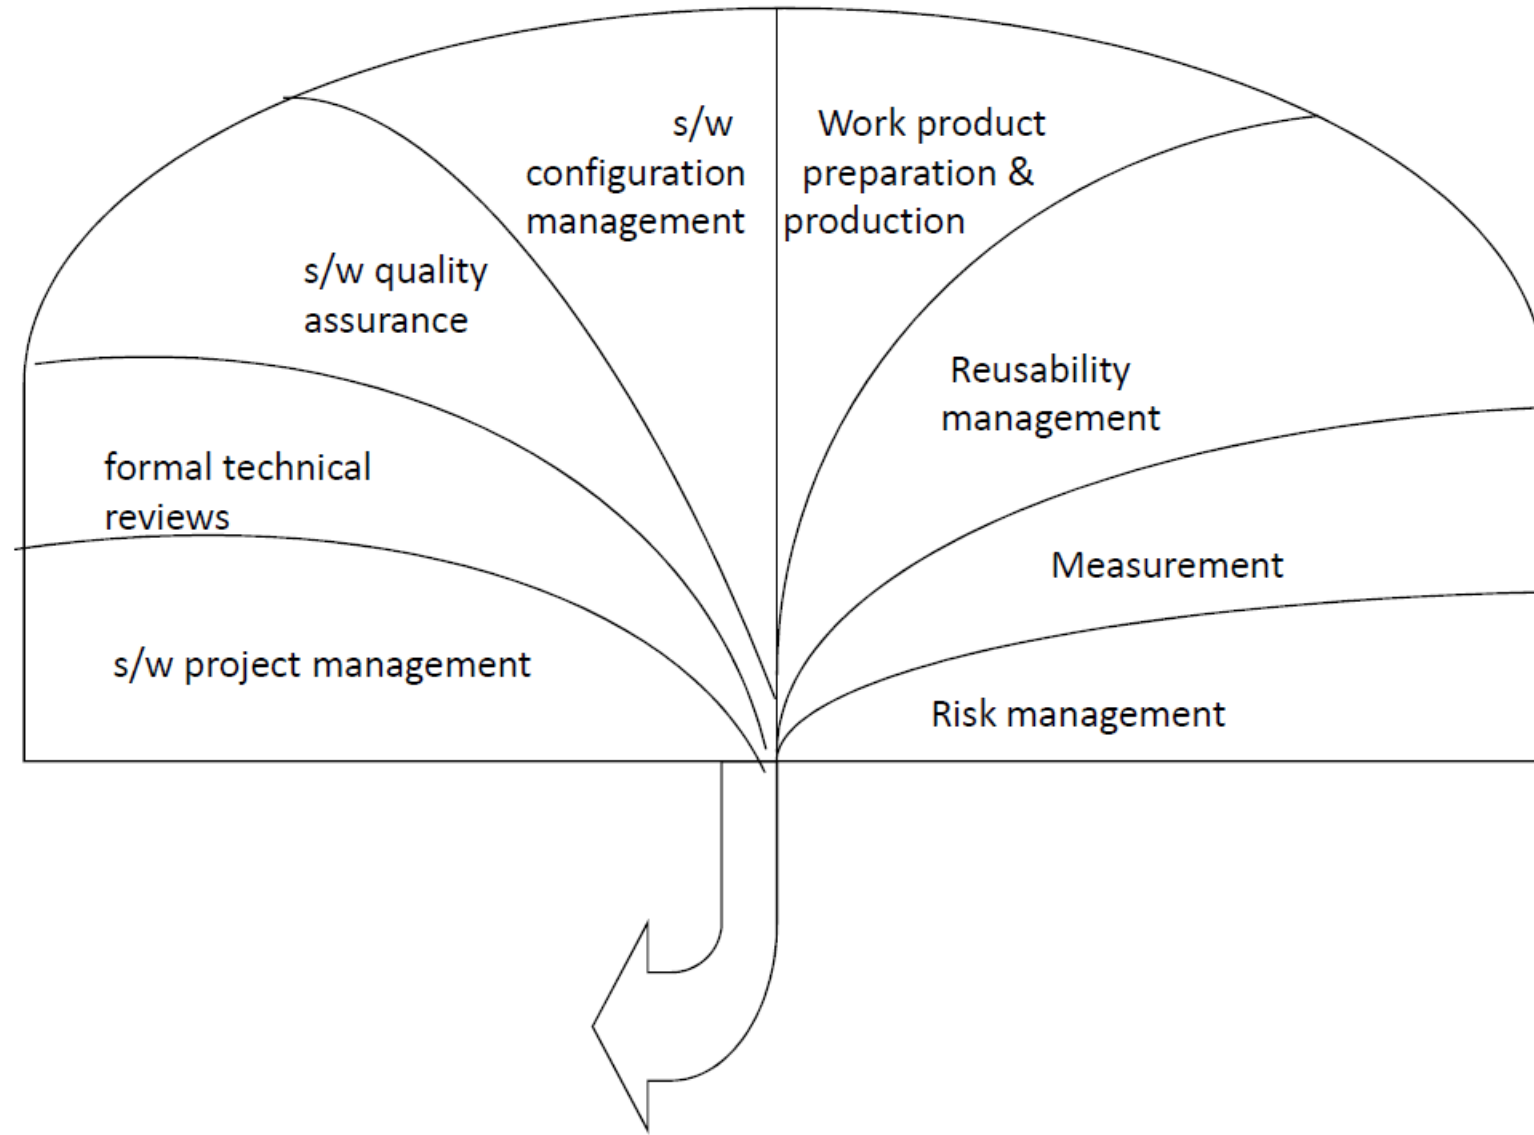 s/w
configuration
management
Work product
preparation &
production
s/w quality
assurance
Reusability
management
formal technical
reviews
Measurement
s/w project management
Risk management